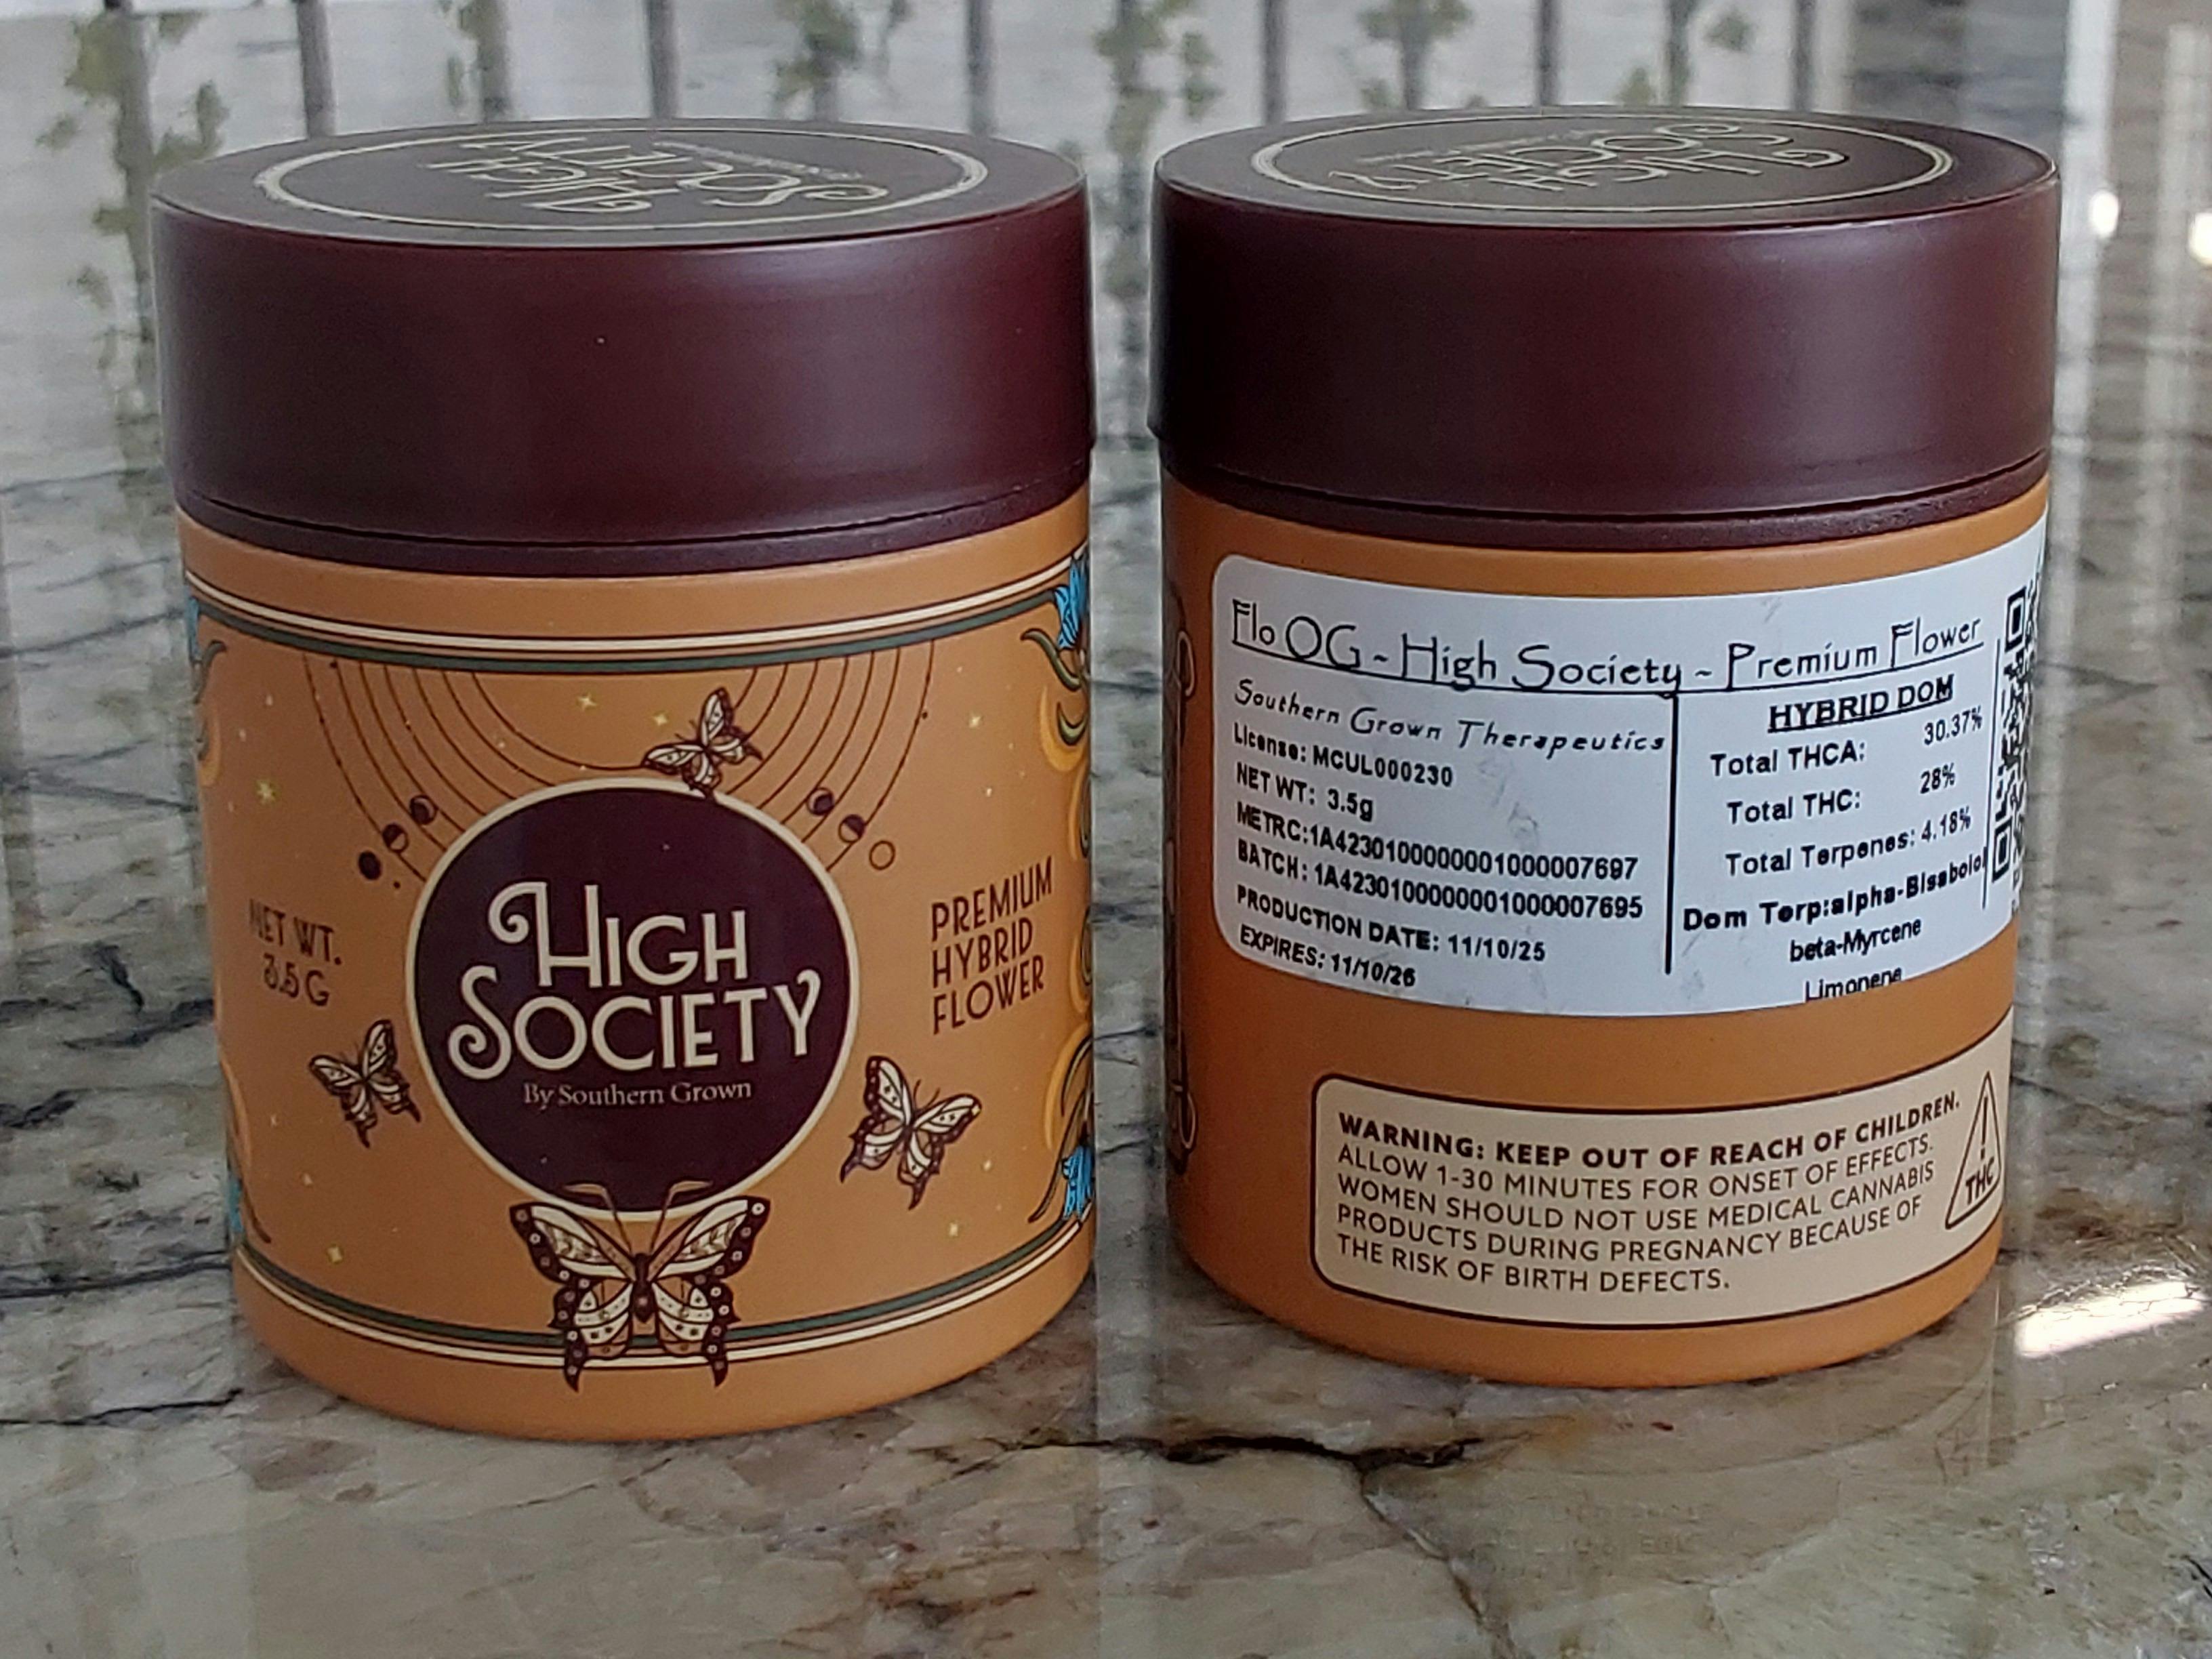 HIGH
SOCIETY
HIGH
SOCIETY
NET WT.
3.5 G
HIGH
SOCIETY
By Southern Grown
PREMIUM
HYBRID
FLOWER
Flo OG ~ High Society ~ Premium Flower
Southern Grown Therapeutics
License: MCUL000230
NET WT: 3.5g
METRC:1A4230100000001000007697
BATCH: 1A4230100000001000007695
PRODUCTION DATE: 11/10/25
EXPIRES: 11/10/26
HYBRID DOM
Total THCA: 30.37%
Total THC: 28%
Total Terpenes: 4.18%
Dom Terp:alpha-Bisabolol
beta-Myrcene
Limonene
WARNING: KEEP OUT OF REACH OF CHILDREN.
ALLOW 1-30 MINUTES FOR ONSET OF EFFECTS.
WOMEN SHOULD NOT USE MEDICAL CANNABIS
PRODUCTS DURING PREGNANCY BECAUSE OF
THE RISK OF BIRTH DEFECTS.
!
THC